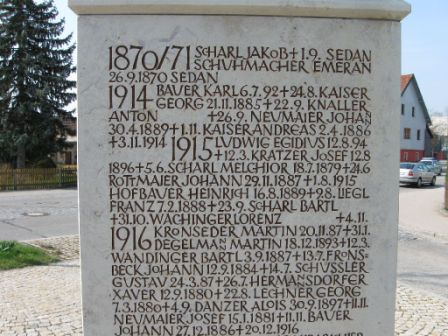 1870/71 SCHARL JAKOB + 1.9. SEDAN
SCHUHMACHER EMERAN
26.9.1870 SEDAN
1914 BAUER KARL 6.7.92 + 24.8. KAISER
GEORG 21.11.1885 + 22.9. KNALLER
ANTON + 26.9. NEUMAIER JOHAN
30.4.1889 + 1.11. KAISER ANDREAS 2.4.1886
+ 3.11.1914 LUDWIG EGIDIUS 12.8.94
1915 + 12.3. KRATZER JOSEF 12.8
1896 + 5.6. SCHARL MELCHIOR 18.7.1879 + 24.6
ROTTMAIER JOHANN 29.11.1887 + 1.8.1915
HOFBAUER HEINRICH 16.8.1889 + 9.8. LIEGL
FRANZ 7.2.1888 + 23.9. SCHARL BARTL
+ 31.10. WACHINGER LORENZ + 4.11.
1916 KRONSEDER MARTIN 20.11.87 + 31.1.
DEGELMANN MARTIN 18.12.1893 + 12.3.
WANDINGER BARTL 3.9.1887 + 13.7. FRONS-
BECK JOHANN 12.9.1884 + 14.7. SCHÜSSLER
GUSTAV 24.3.87 + 26.7. HERMANSDORFER
XAVER 12.9.1880 + 22.8. LECHNER GEORG
7.3.1880 + 4.9. DANZER ALOIS 30.9.1897 + 11.11.
NEUMEIER JOSEF 15.1.1881 + 11.11. BAUER
JOHANN 27.12.1886 + 20.12.1916